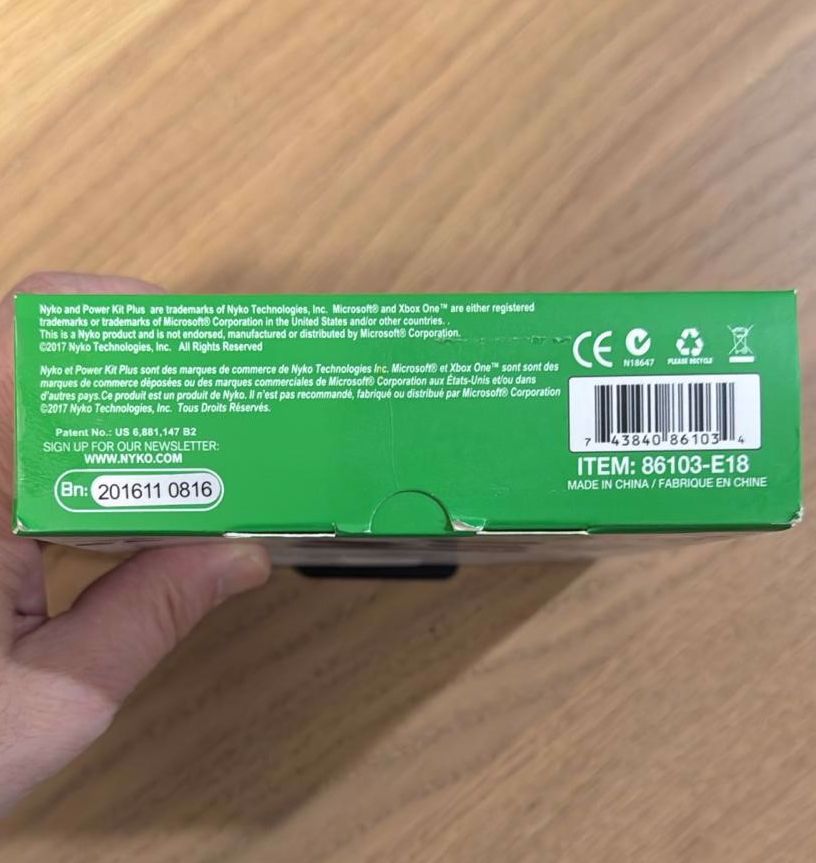 Nyko and Power Kit Plus are trademarks of Nyko Technologies, Inc. Microsoft® and Xbox One™ are either registered
trademarks or trademarks of Microsoft® Corporation in the United States and/or other countries.
This is a Nyko product and is not endorsed, manufactured or distributed by Microsoft® Corporation.
©2017 Nyko Technologies, Inc. All Rights Reserved
Nyko et Power Kit Plus sont des marques de commerce de Nyko Technologies Inc. Microsoft® et Xbox One™ sont sont des
marques de commerce déposées ou des marques commerciales de Microsoft® Corporation aux États-Unis et/ou dans
d'autres pays.Ce produit est un produit de Nyko. Il n'est pas recommandé, fabriqué ou distribué par Microsoft® Corporation
©2017 Nyko Technologies, Inc. Tous Droits Réservés.
Patent No.: US 6,881,147 B2
SIGN UP FOR OUR NEWSLETTER:
WWW.NYKO.COM
Bn: 201611 0816
CE
N18647
PLEASE RECYCLE
7 43840 86103 4
ITEM: 86103-E18
MADE IN CHINA / FABRIQUE EN CHINE